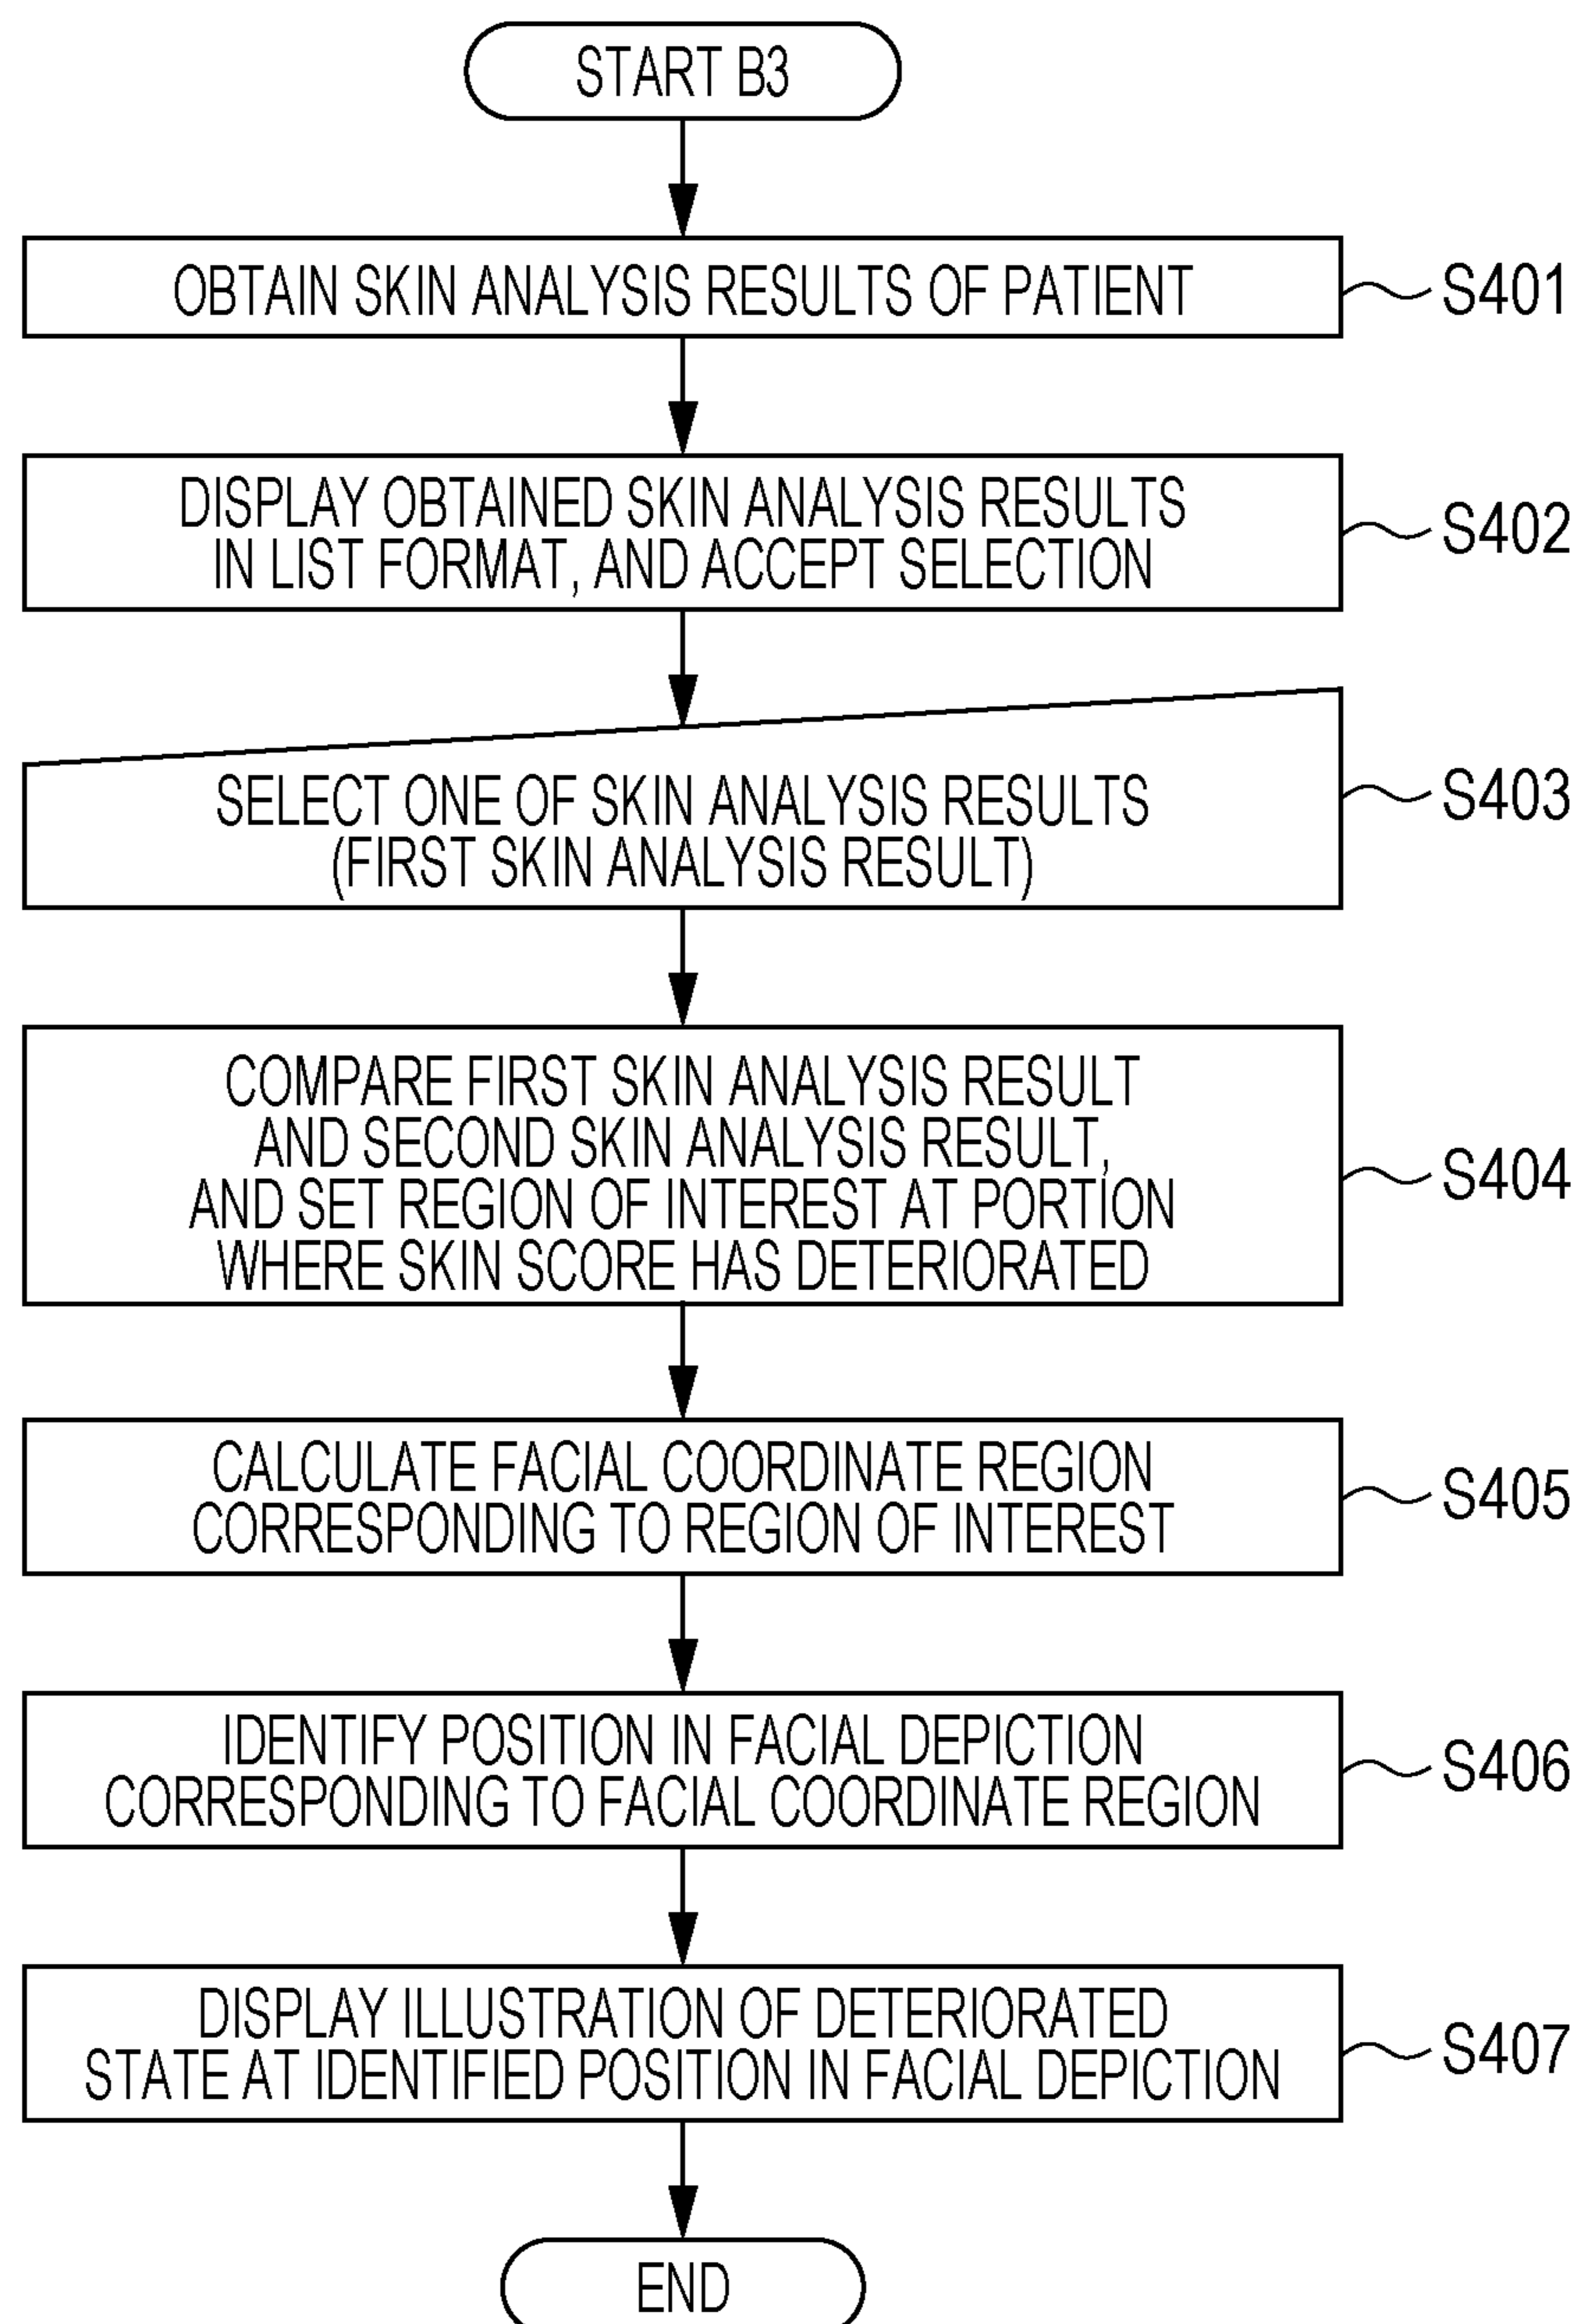 START B3
OBTAIN SKIN ANALYSIS RESULTS OF PATIENT
S401
DISPLAY OBTAINED SKIN ANALYSIS RESULTS
IN LIST FORMAT, AND ACCEPT SELECTION
S402
SELECT ONE OF SKIN ANALYSIS RESULTS
(FIRST SKIN ANALYSIS RESULT)
S403
COMPARE FIRST SKIN ANALYSIS RESULT
AND SECOND SKIN ANALYSIS RESULT,
AND SET REGION OF INTEREST AT PORTION
WHERE SKIN SCORE HAS DETERIORATED
S404
CALCULATE FACIAL COORDINATE REGION
CORRESPONDING TO REGION OF INTEREST
S405
IDENTIFY POSITION IN FACIAL DEPICTION
CORRESPONDING TO FACIAL COORDINATE REGION
S406
DISPLAY ILLUSTRATION OF DETERIORATED
STATE AT IDENTIFIED POSITION IN FACIAL DEPICTION
S407
END